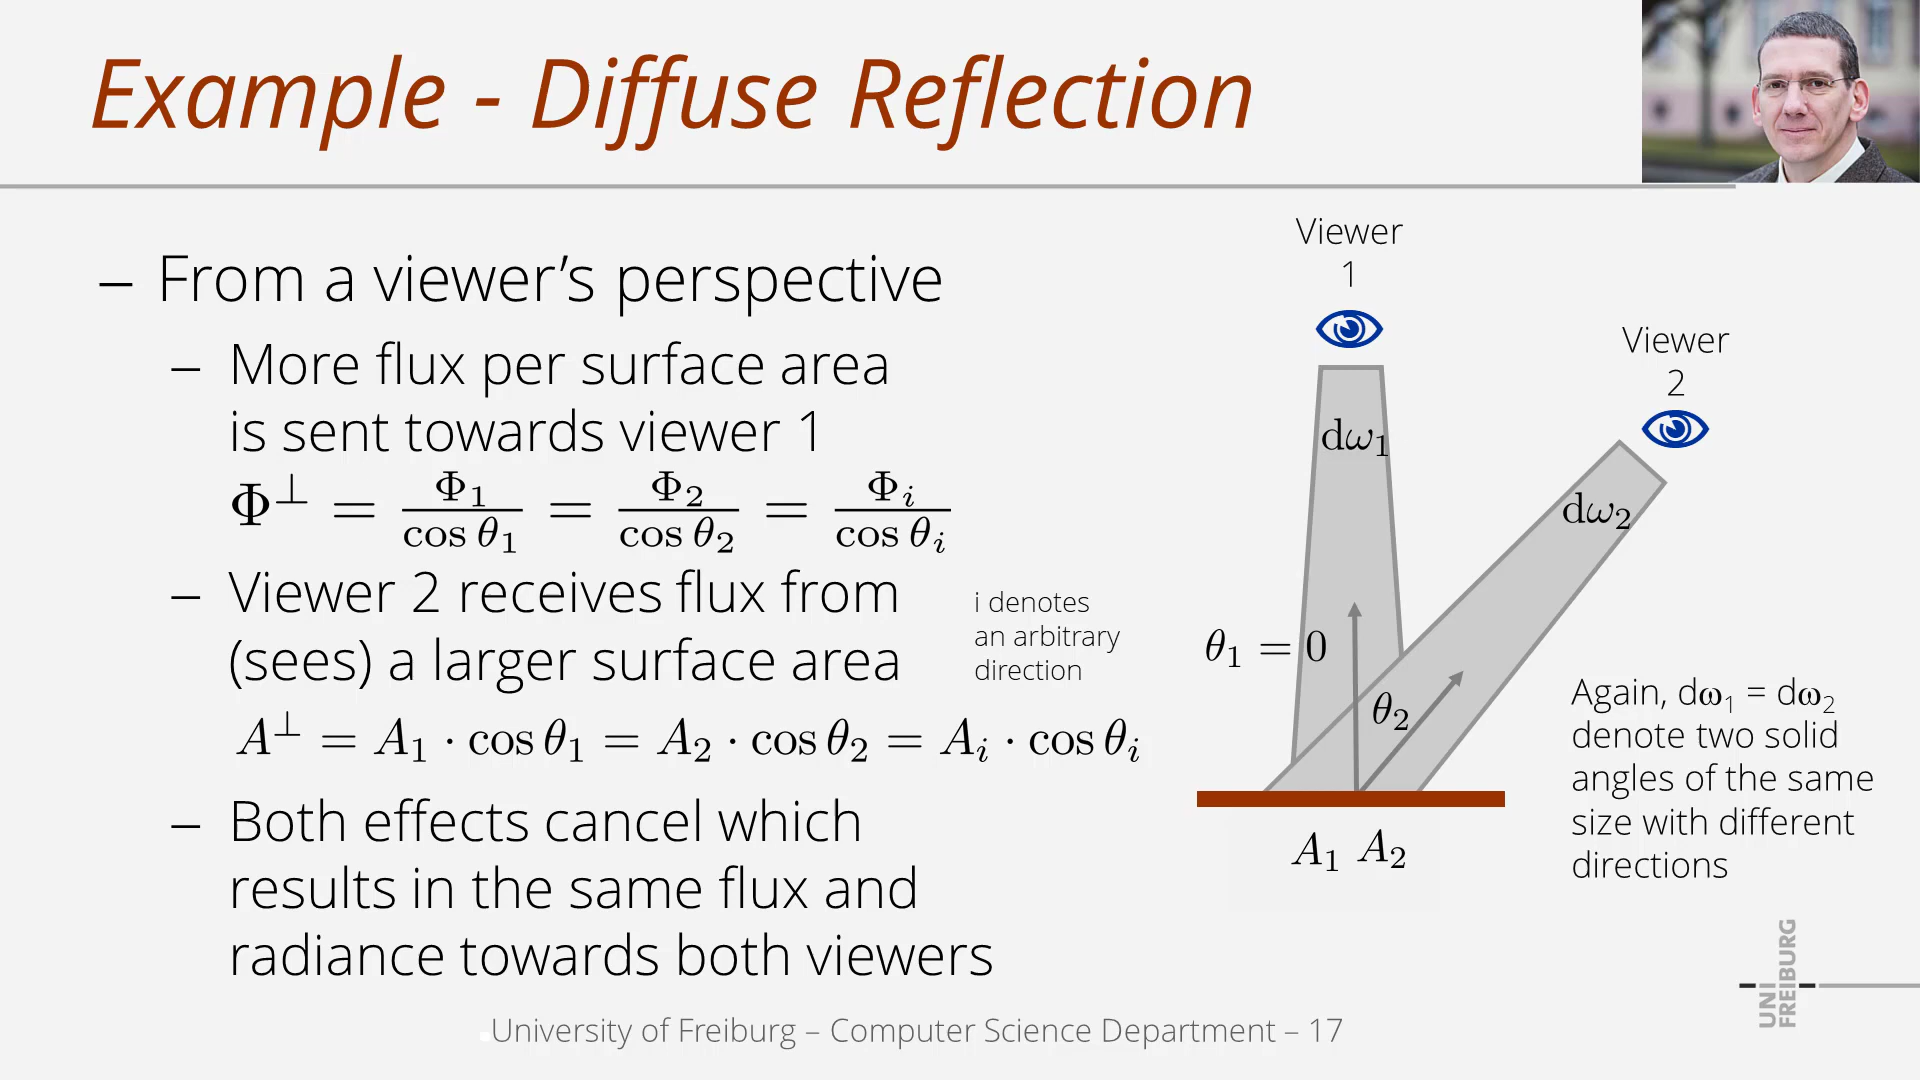 Example - Diffuse Reflection
– From a viewer’s perspective
– More flux per surface area
is sent towards viewer 1
Φ^⊥ = Φ₁/cos θ₁ = Φ₂/cos θ₂ = Φᵢ/cos θᵢ
– Viewer 2 receives flux from
(sees) a larger surface area
A^⊥ = A₁ · cos θ₁ = A₂ · cos θ₂ = Aᵢ · cos θᵢ
– Both effects cancel which
results in the same flux and
radiance towards both viewers
i denotes
an arbitrary
direction
Viewer
1
Viewer
2
dω₁
dω₂
θ₁ = 0
θ₂
A₁ A₂
Again, dω₁ = dω₂
denote two solid
angles of the same
size with different
directions
University of Freiburg – Computer Science Department – 17
UNI
FREIBURG